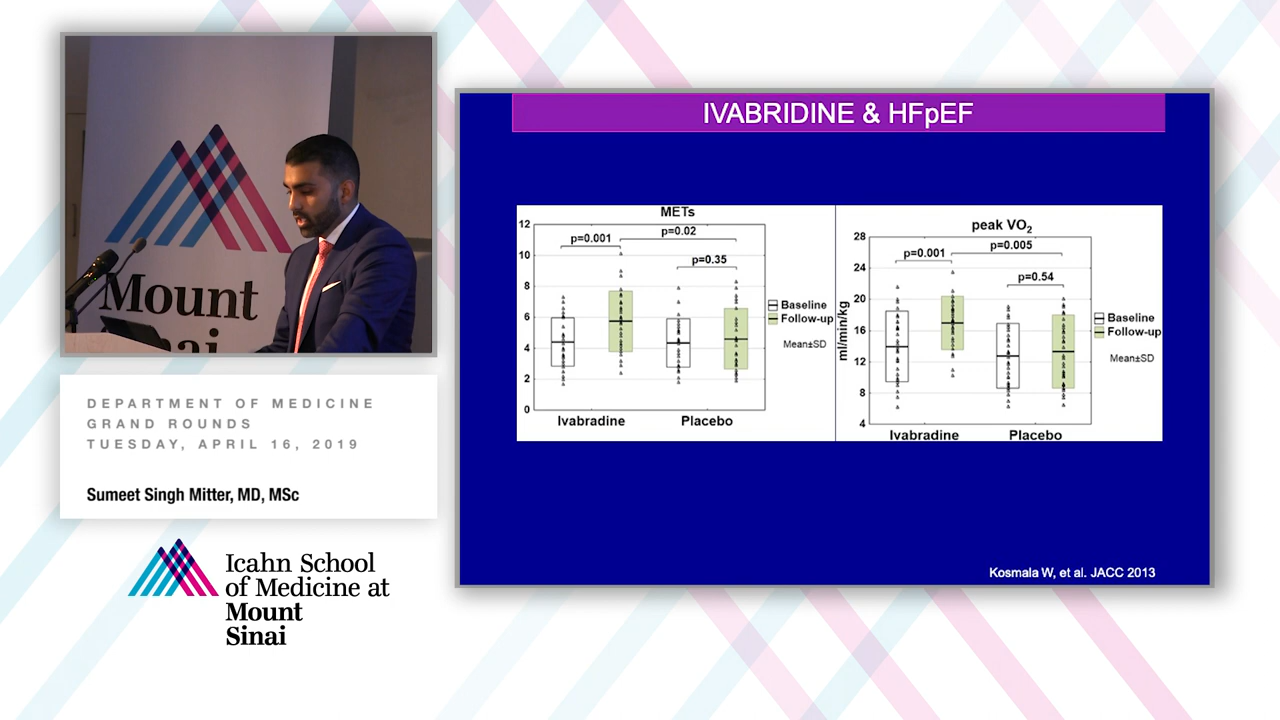 Mount
Sinai
DEPARTMENT OF MEDICINE
GRAND ROUNDS
TUESDAY, APRIL 16, 2019
Sumeet Singh Mitter, MD, MSc
Icahn School
of Medicine at
Mount
Sinai
IVABRIDINE & HFpEF
METs
12
10
8
6
4
2
0
p=0.001
p=0.02
p=0.35
Baseline
Follow-up
Mean±SD
Ivabradine
Placebo
peak VO₂
ml/min/kg
28
24
20
16
12
8
4
p=0.001
p=0.005
p=0.54
Baseline
Follow-up
Mean±SD
Ivabradine
Placebo
Kosmala W, et al. JACC 2013